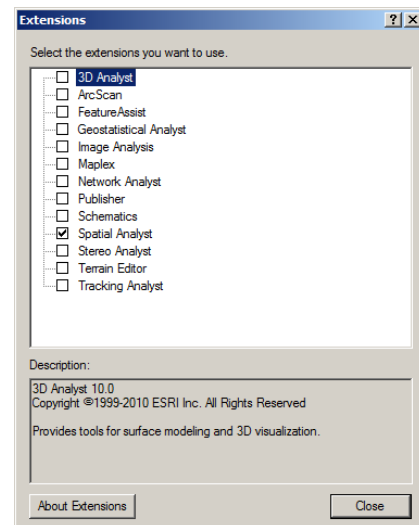 Extensions
Select the extensions you want to use.
3D Analyst
ArcScan
FeatureAssist
Geostatistical Analyst
Image Analysis
Maplex
Network Analyst
Publisher
Schematics
Spatial Analyst
Stereo Analyst
Terrain Editor
Tracking Analyst
Description:
3D Analyst 10.0
Copyright ©1999-2010 ESRI Inc. All Rights Reserved
Provides tools for surface modeling and 3D visualization.
About Extensions
Close